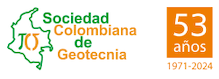 Sociedad
Colombiana
de
Geotecnia
53
años
1971-2024